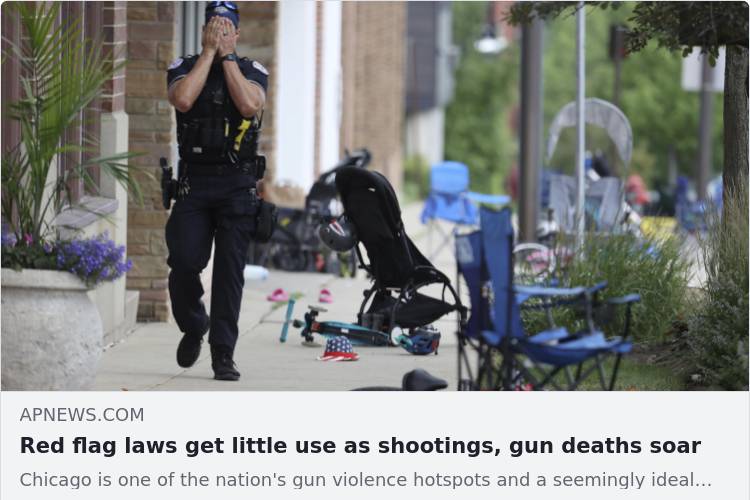 APNEWS.COM
Red flag laws get little use as shootings, gun deaths soar
Chicago is one of the nation's gun violence hotspots and a seemingly ideal…